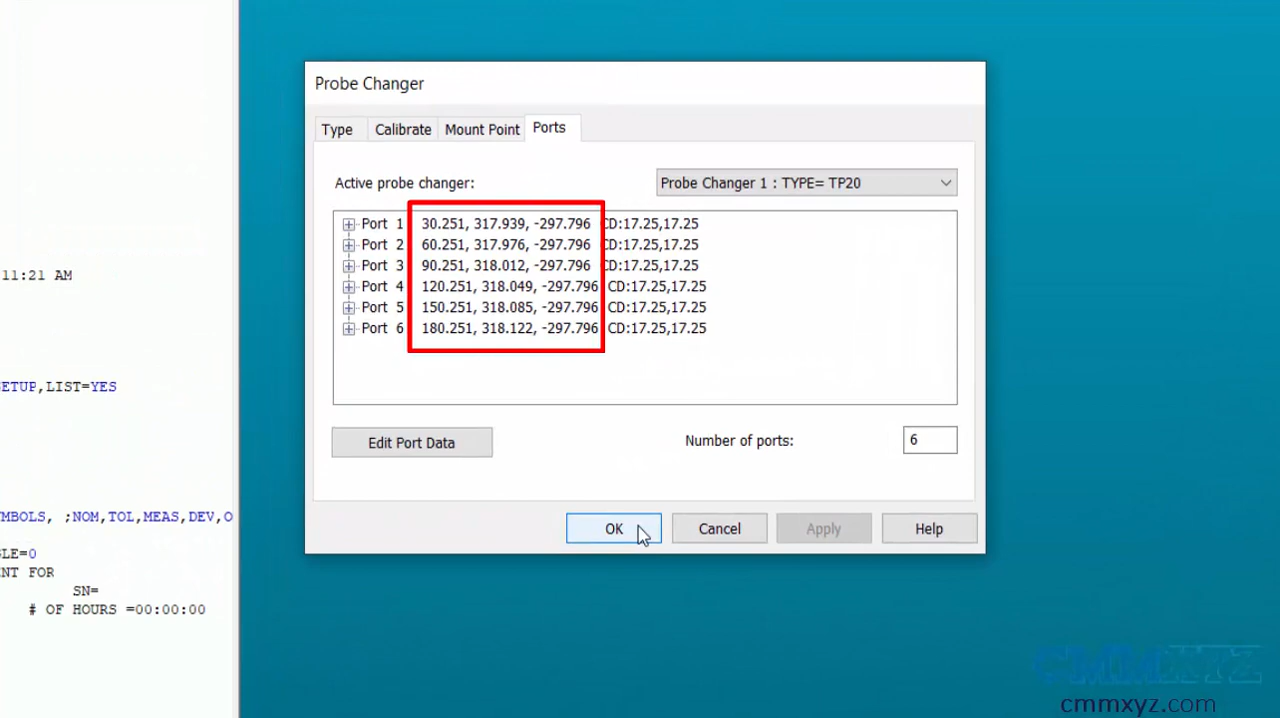 Probe Changer
Type Calibrate Mount Point Ports
Active probe changer: Probe Changer 1 : TYPE= TP20
Port 1 30.251, 317.939, -297.796 CD:17.25,17.25
Port 2 60.251, 317.976, -297.796 CD:17.25,17.25
Port 3 90.251, 318.012, -297.796 CD:17.25,17.25
Port 4 120.251, 318.049, -297.796 CD:17.25,17.25
Port 5 150.251, 318.085, -297.796 CD:17.25,17.25
Port 6 180.251, 318.122, -297.796 CD:17.25,17.25
Edit Port Data Number of ports: 6
OK Cancel Apply Help
11:21 AM
ETUP,LIST=YES
MBOLS, ;NOM,TOL,MEAS,DEV,O
LE=0
NT FOR
SN=
# OF HOURS =00:00:00
CMMXYZ
cmmxyz.com